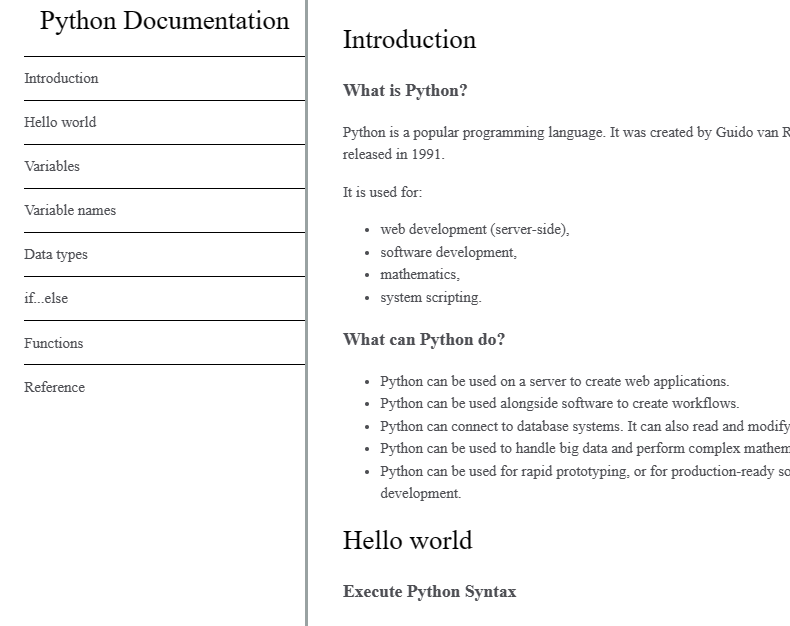 Python Documentation
Introduction
Hello world
Variables
Variable names
Data types
if...else
Functions
Reference
Introduction
What is Python?
Python is a popular programming language. It was created by Guido van R
released in 1991.
It is used for:
• web development (server-side),
• software development,
• mathematics,
• system scripting.
What can Python do?
• Python can be used on a server to create web applications.
• Python can be used alongside software to create workflows.
• Python can connect to database systems. It can also read and modify
• Python can be used to handle big data and perform complex mathem
• Python can be used for rapid prototyping, or for production-ready so
development.
Hello world
Execute Python Syntax